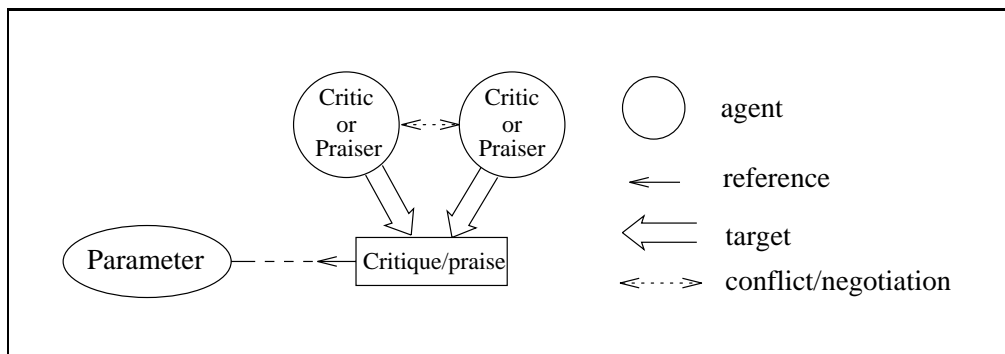 Critic
or
Praiser
Critic
or
Praiser
Parameter
Critique/praise
agent
reference
target
conflict/negotiation